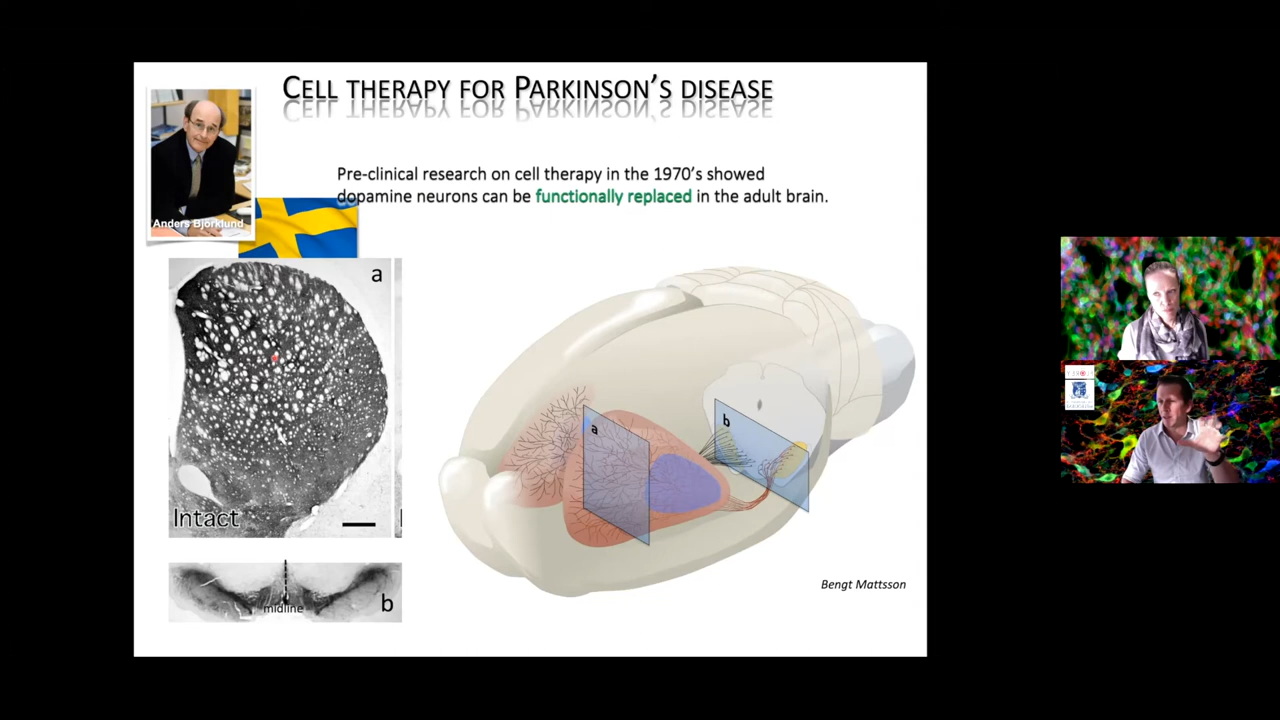 CELL THERAPY FOR PARKINSON'S DISEASE
Pre-clinical research on cell therapy in the 1970's showed
dopamine neurons can be functionally replaced in the adult brain.
Anders Björklund
a
Intact
a
b
midline
b
Bengt Mattsson